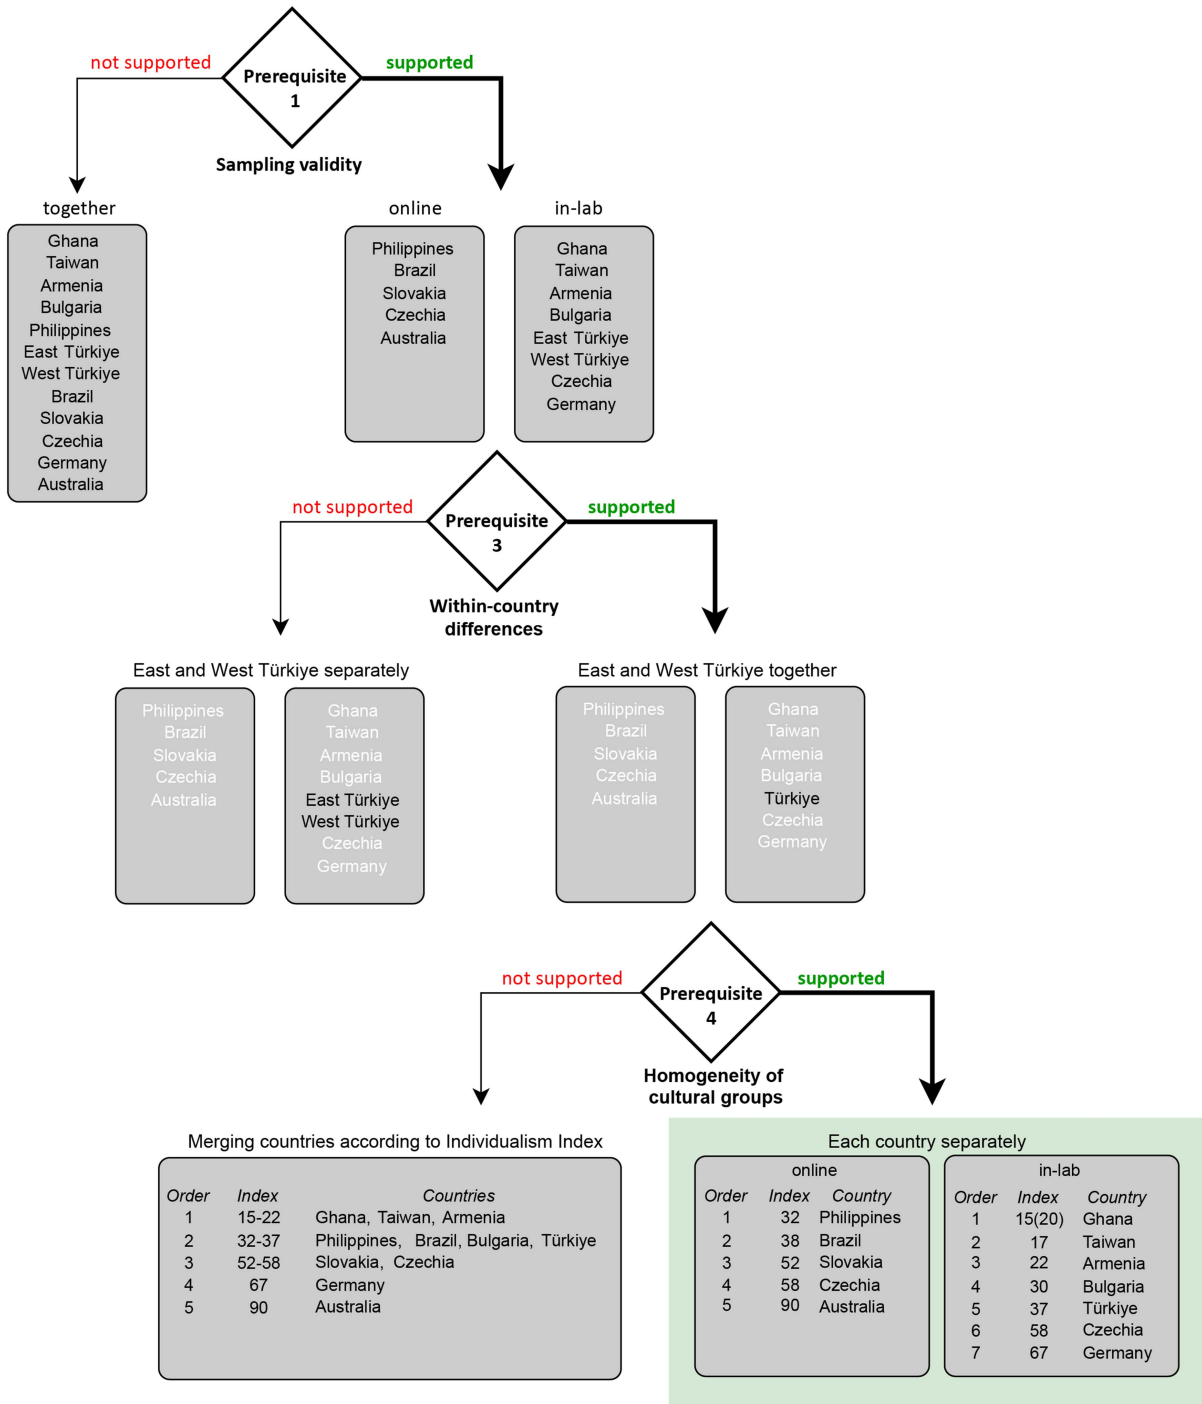 not supported
Prerequisite
1
supported
Sampling validity
together
Ghana
Taiwan
Armenia
Bulgaria
Philippines
East Türkiye
West Türkiye
Brazil
Slovakia
Czechia
Germany
Australia
online
Philippines
Brazil
Slovakia
Czechia
Australia
in-lab
Ghana
Taiwan
Armenia
Bulgaria
East Türkiye
West Türkiye
Czechia
Germany
not supported
Prerequisite
3
supported
Within-country
differences
East and West Türkiye separately
Philippines
Brazil
Slovakia
Czechia
Australia
Ghana
Taiwan
Armenia
Bulgaria
East Türkiye
West Türkiye
Czechia
Germany
East and West Türkiye together
Philippines
Brazil
Slovakia
Czechia
Australia
Ghana
Taiwan
Armenia
Bulgaria
Türkiye
Czechia
Germany
not supported
Prerequisite
4
supported
Homogeneity of
cultural groups
Merging countries according to Individualism Index
Order Index Countries
1 15-22 Ghana, Taiwan, Armenia
2 32-37 Philippines, Brazil, Bulgaria, Türkiye
3 52-58 Slovakia, Czechia
4 67 Germany
5 90 Australia
Each country separately
online
Order Index Country
1 32 Philippines
2 38 Brazil
3 52 Slovakia
4 58 Czechia
5 90 Australia
in-lab
Order Index Country
1 15(20) Ghana
2 17 Taiwan
3 22 Armenia
4 30 Bulgaria
5 37 Türkiye
6 58 Czechia
7 67 Germany